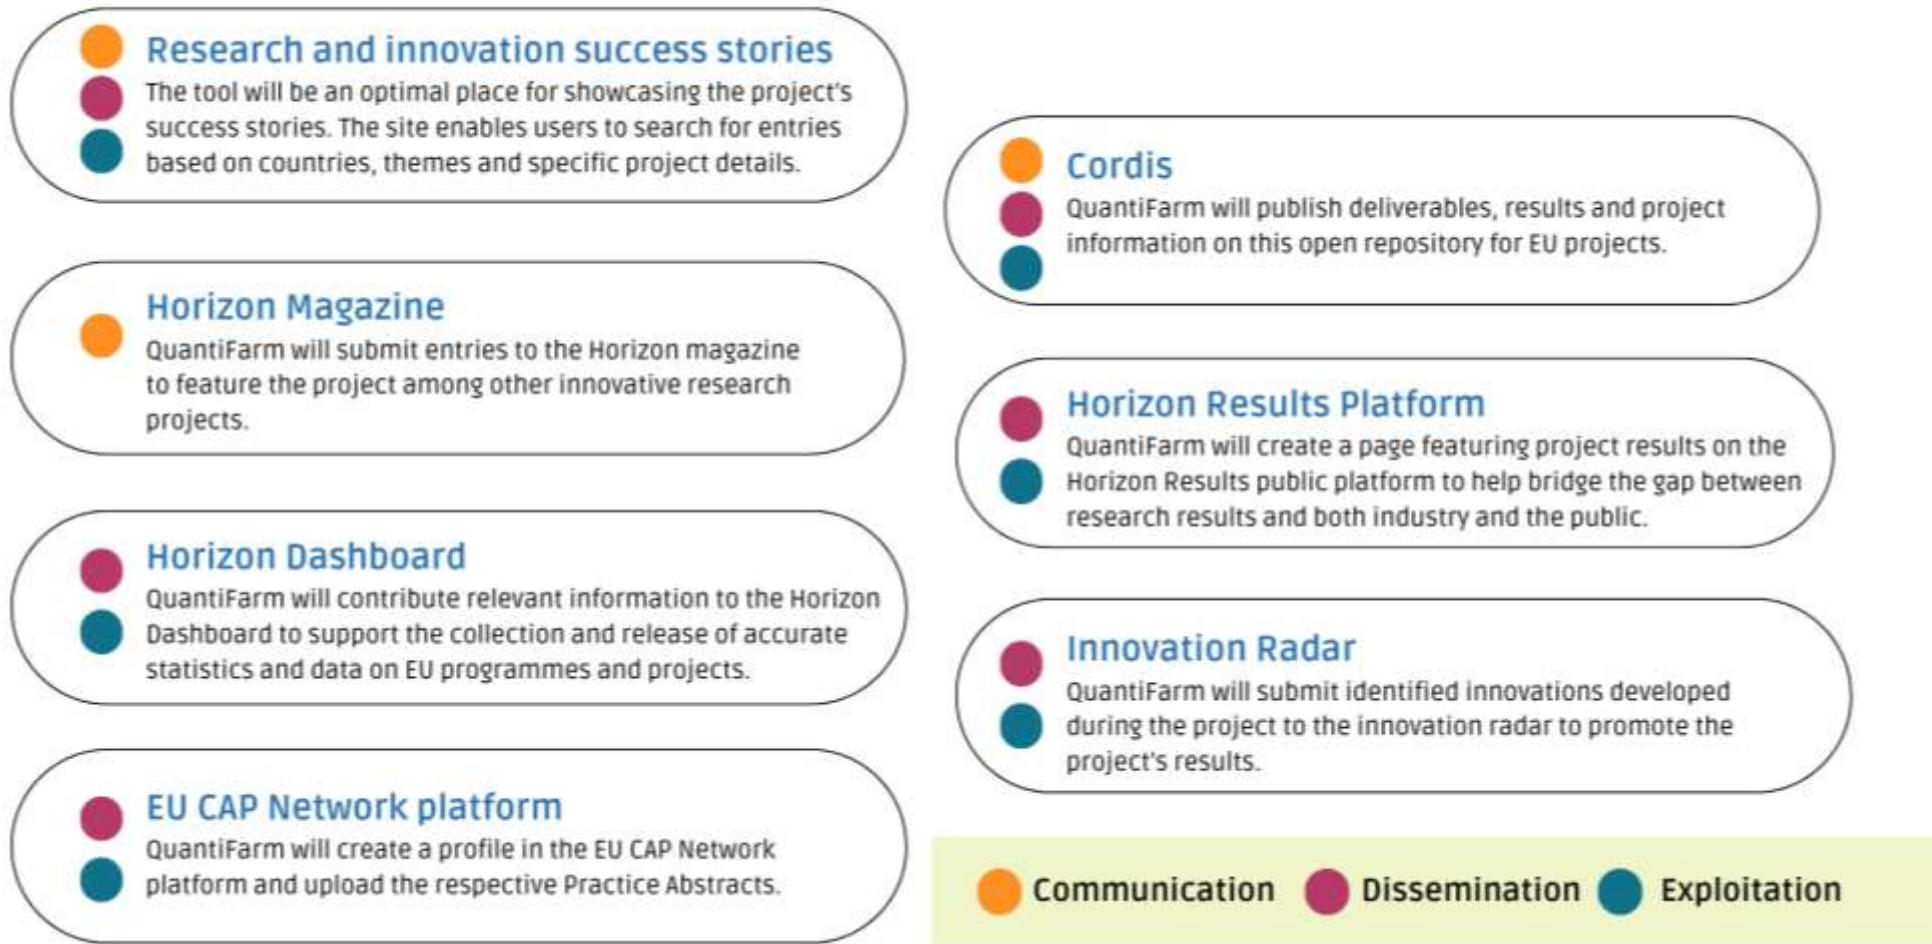 Research and innovation success stories
The tool will be an optimal place for showcasing the project's
success stories. The site enables users to search for entries
based on countries, themes and specific project details.
Horizon Magazine
QuantiFarm will submit entries to the Horizon magazine
to feature the project among other innovative research
projects.
Horizon Dashboard
QuantiFarm will contribute relevant information to the Horizon
Dashboard to support the collection and release of accurate
statistics and data on EU programmes and projects.
EU CAP Network platform
QuantiFarm will create a profile in the EU CAP Network
platform and upload the respective Practice Abstracts.
Cordis
QuantiFarm will publish deliverables, results and project
information on this open repository for EU projects.
Horizon Results Platform
QuantiFarm will create a page featuring project results on the
Horizon Results public platform to help bridge the gap between
research results and both industry and the public.
Innovation Radar
QuantiFarm will submit identified innovations developed
during the project to the innovation radar to promote the
project's results.
Communication Dissemination Exploitation